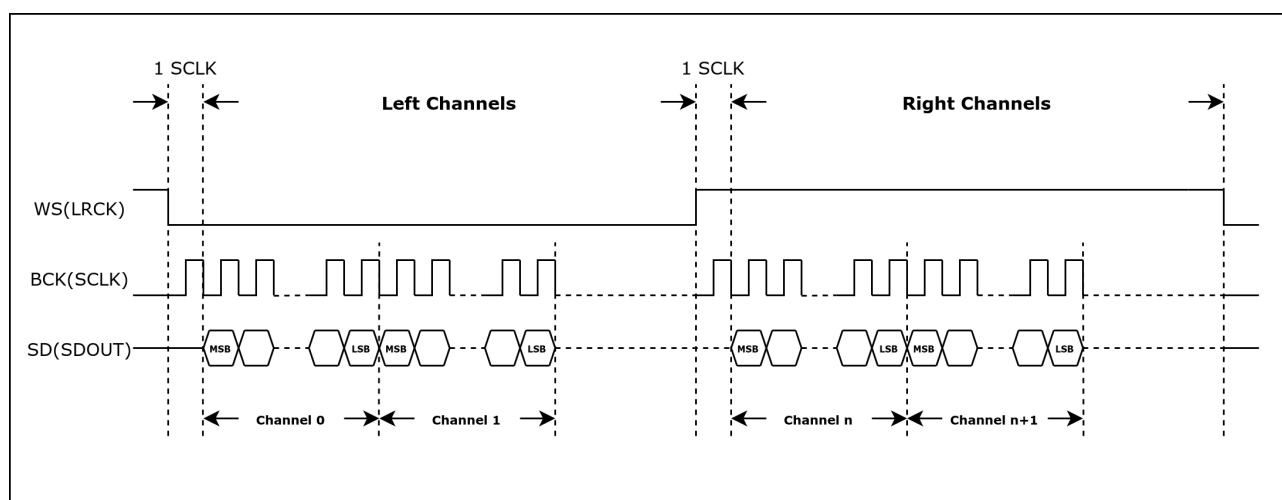 1 SCLK 1 SCLK
Left Channels Right Channels
WS(LRCK)
BCK(SCLK)
SD(SDOUT) MSB LSB MSB LSB MSB LSB MSB LSB
Channel 0 Channel 1 Channel n Channel n+1